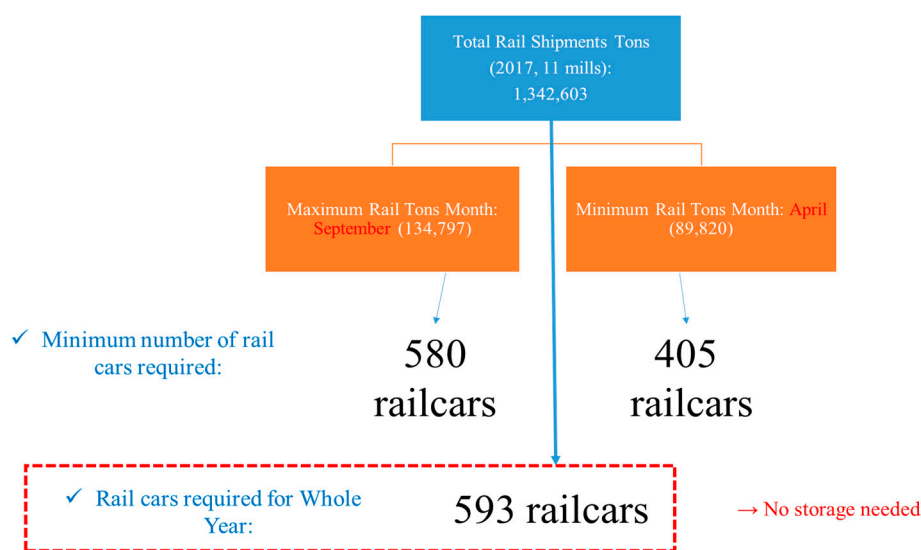 Total Rail Shipments Tons
(2017, 11 mills):
1,342,603
Maximum Rail Tons Month:
September (134,797)
Minimum Rail Tons Month: April
(89,820)
✓ Minimum number of rail
cars required:
580
railcars
405
railcars
✓ Rail cars required for Whole
Year:
593 railcars
→ No storage needed